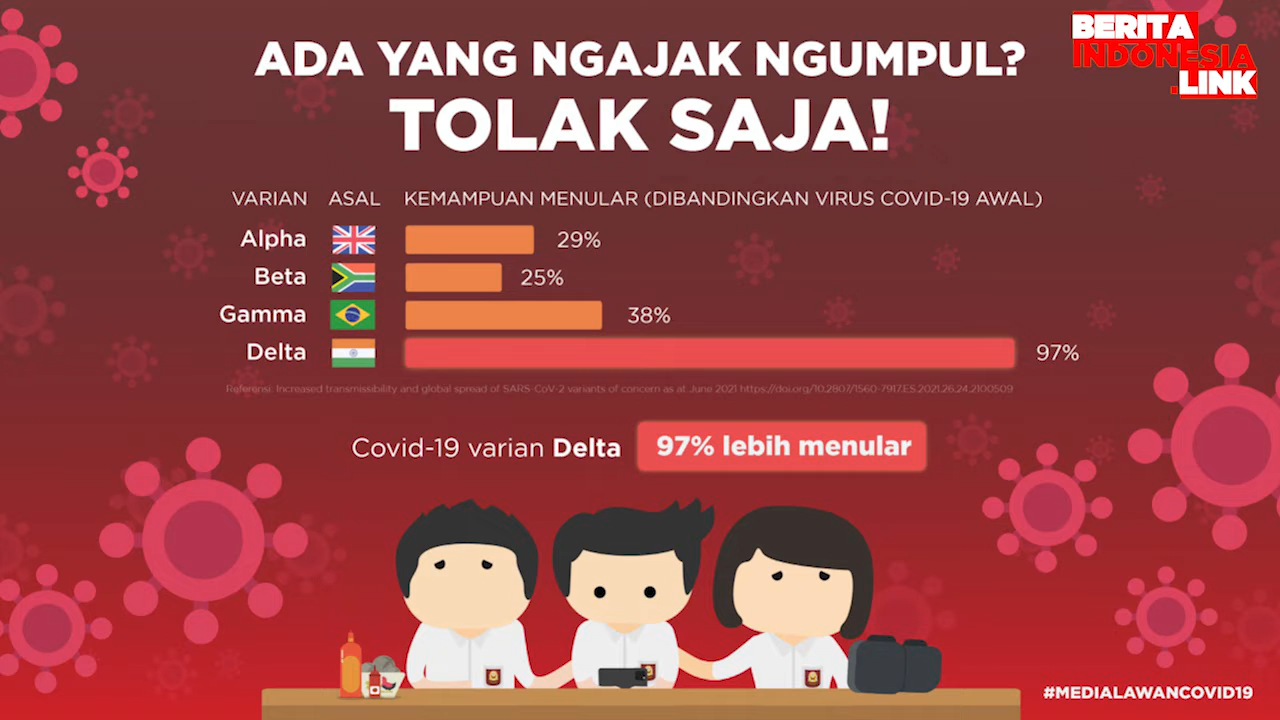 BERITA
INDONESIA
.LINK
ADA YANG NGAJAK NGUMPUL?
TOLAK SAJA!
VARIAN ASAL KEMAMPUAN MENULAR (DIBANDINGKAN VIRUS COVID-19 AWAL)
Alpha 29%
Beta 25%
Gamma 38%
Delta 97%
Referensi: Increased transmissibility and global spread of SARS-CoV-2 variants of concern as at June 2021 https://doi.org/10.2807/1560-7917.ES.2021.26.24.2100509
Covid-19 varian Delta 97% lebih menular
#MEDIALAWANCOVID19